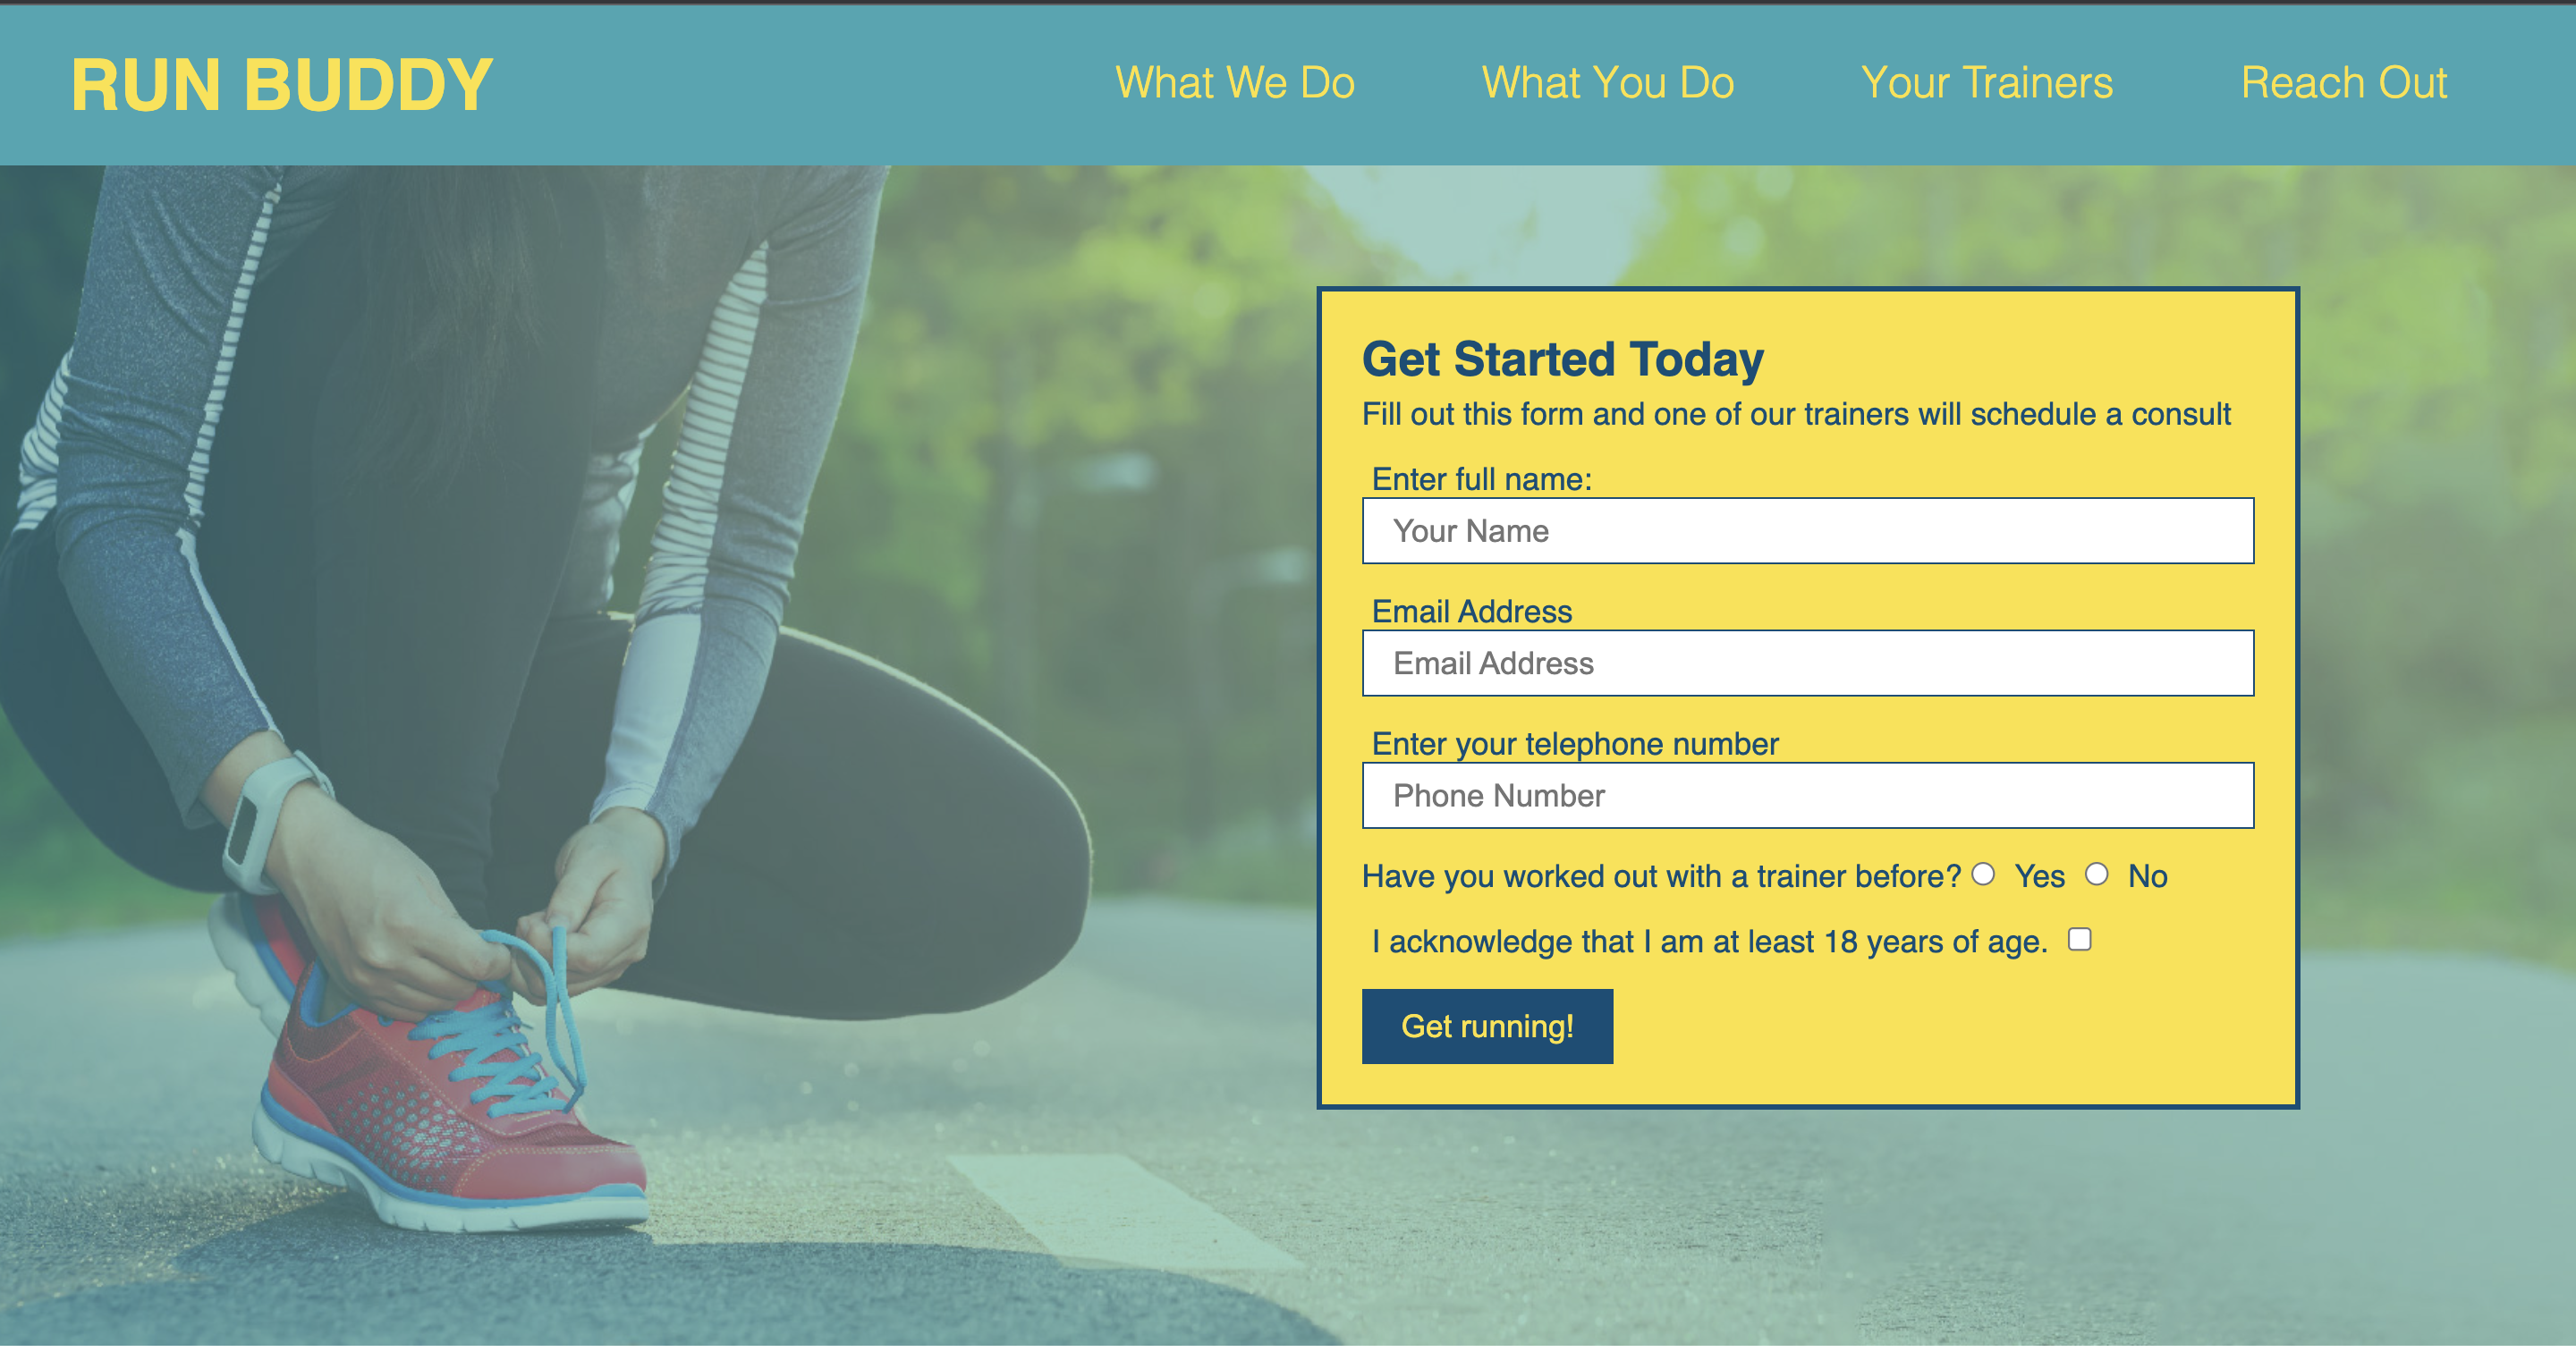 RUN BUDDY
What We Do What You Do Your Trainers Reach Out
Get Started Today
Fill out this form and one of our trainers will schedule a consult
Enter full name:
Your Name
Email Address
Email Address
Enter your telephone number
Phone Number
Have you worked out with a trainer before? Yes No
I acknowledge that I am at least 18 years of age.
Get running!